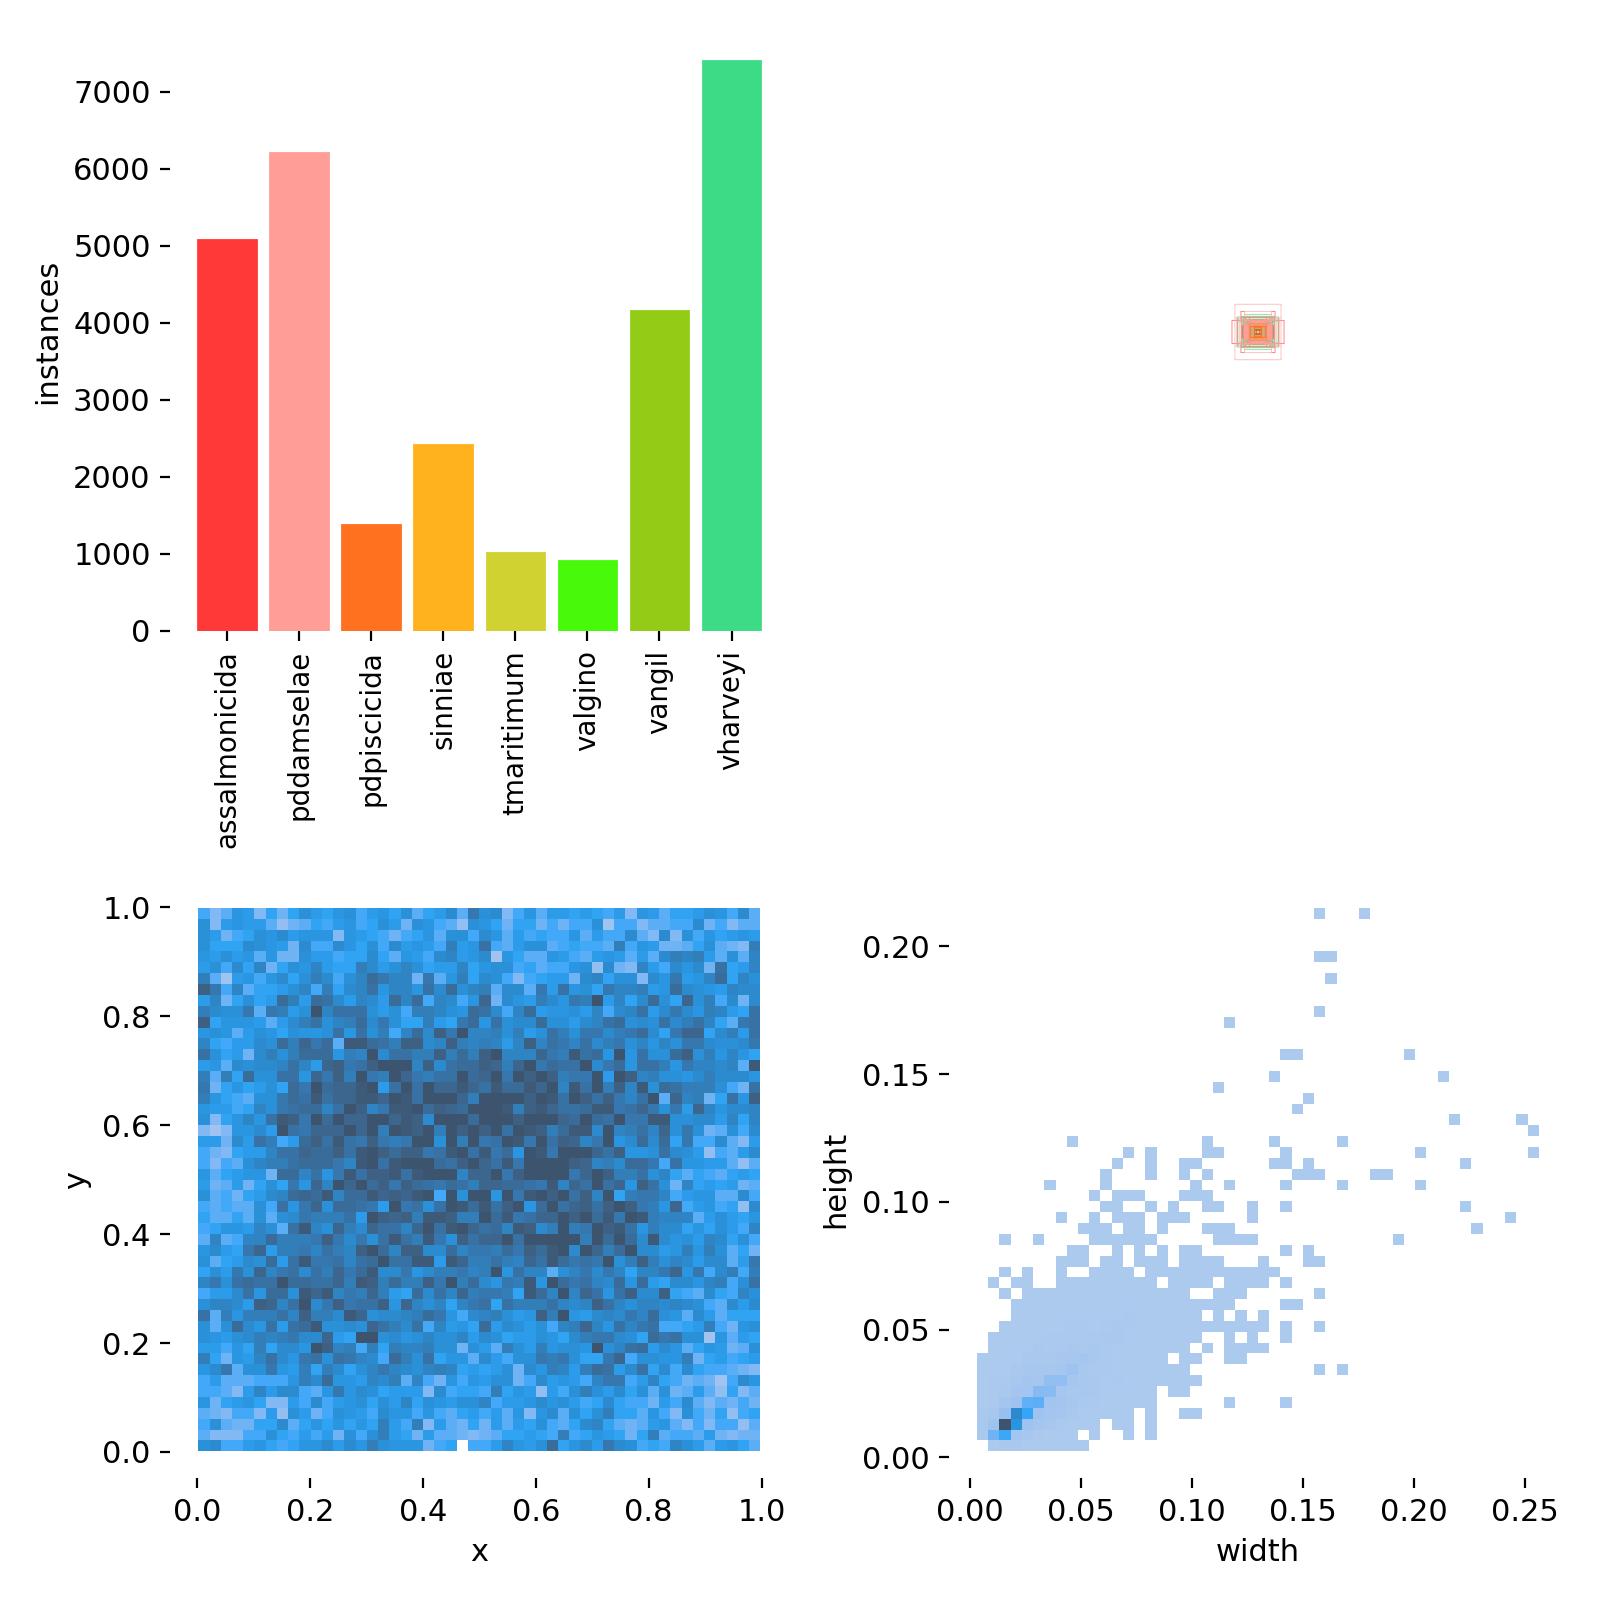 7000
6000
5000
4000
3000
2000
1000
0
instances
assalmonicida
pddamselae
pdpiscicida
sinniae
tmaritimum
valgino
vangil
vharveyi
1.0
0.8
0.6
0.4
0.2
0.0
y
0.0 0.2 0.4 0.6 0.8 1.0
x
0.20
0.15
0.10
0.05
0.00
height
0.00 0.05 0.10 0.15 0.20 0.25
width